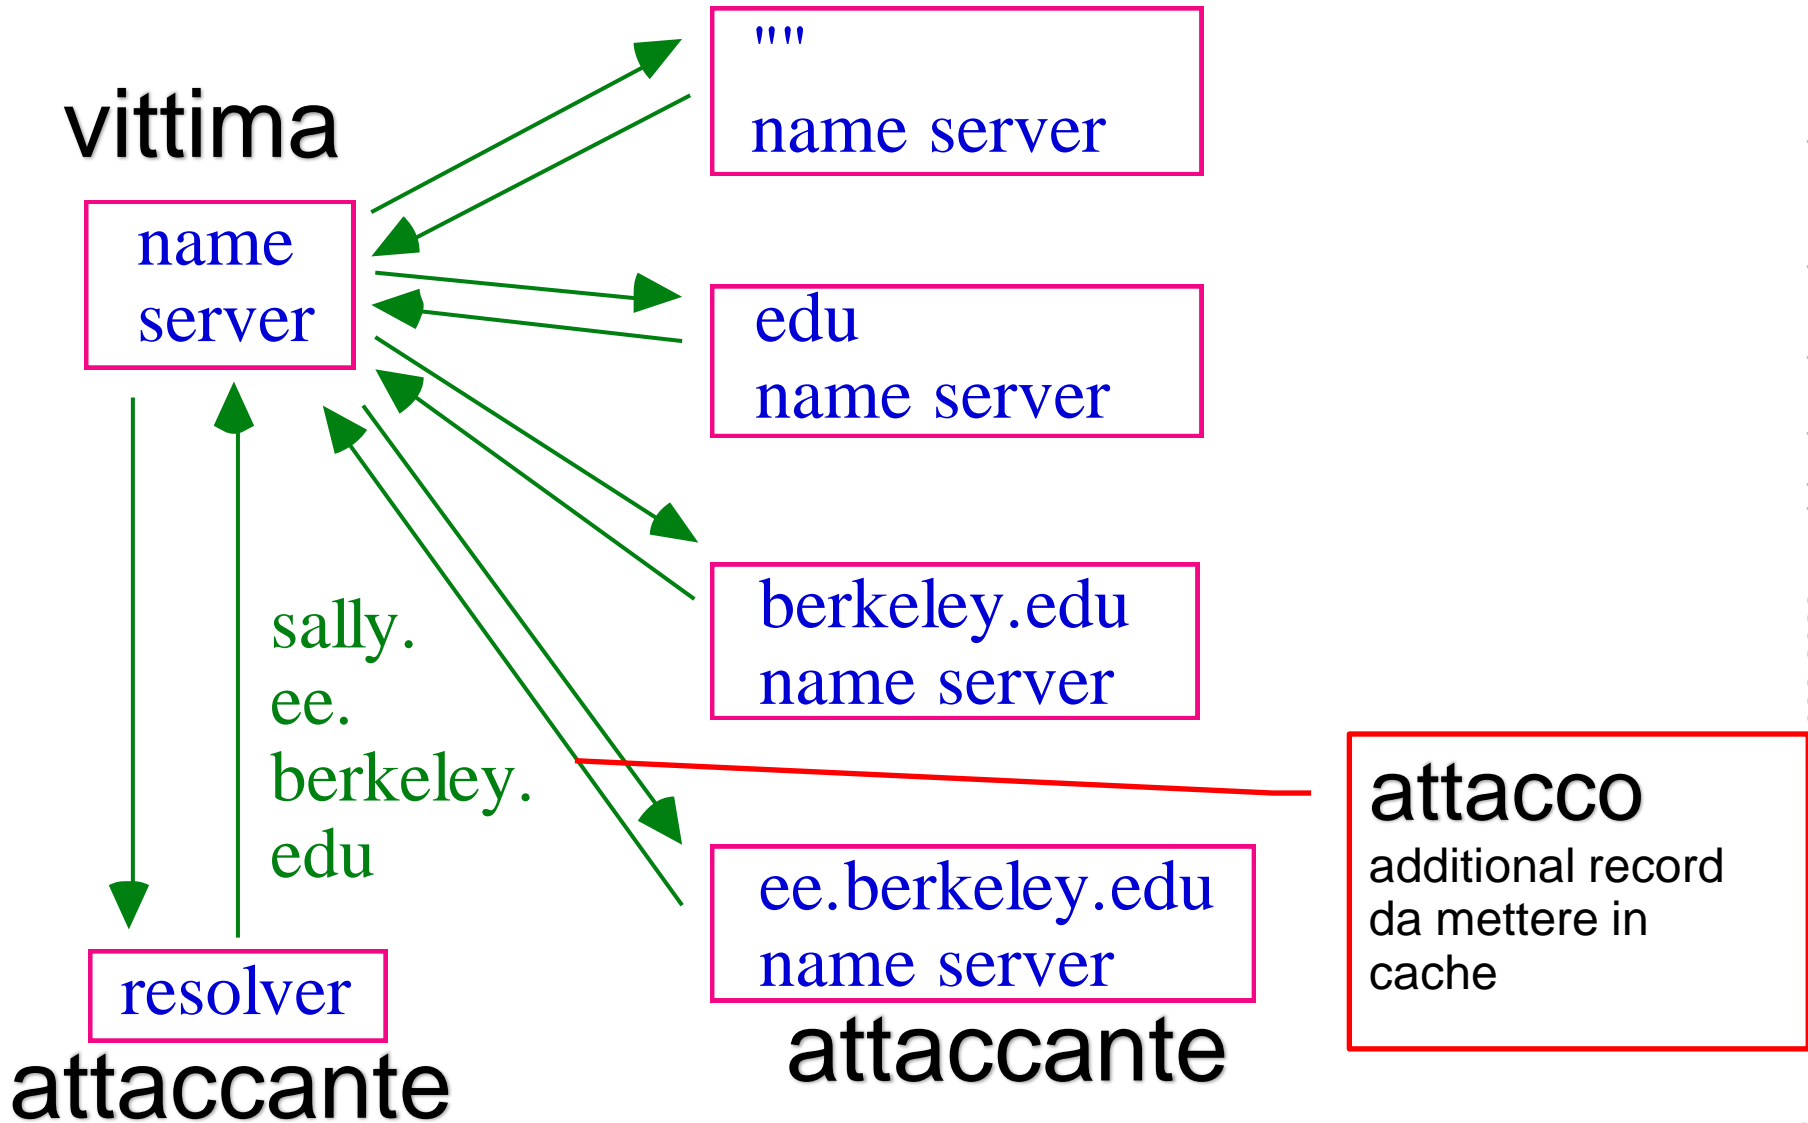 ""
name server
vittima
name
server
edu
name server
berkeley.edu
name server
sally.
ee.
berkeley.
edu
attacco
additional record
da mettere in
cache
ee.berkeley.edu
name server
attaccante
resolver
attaccante